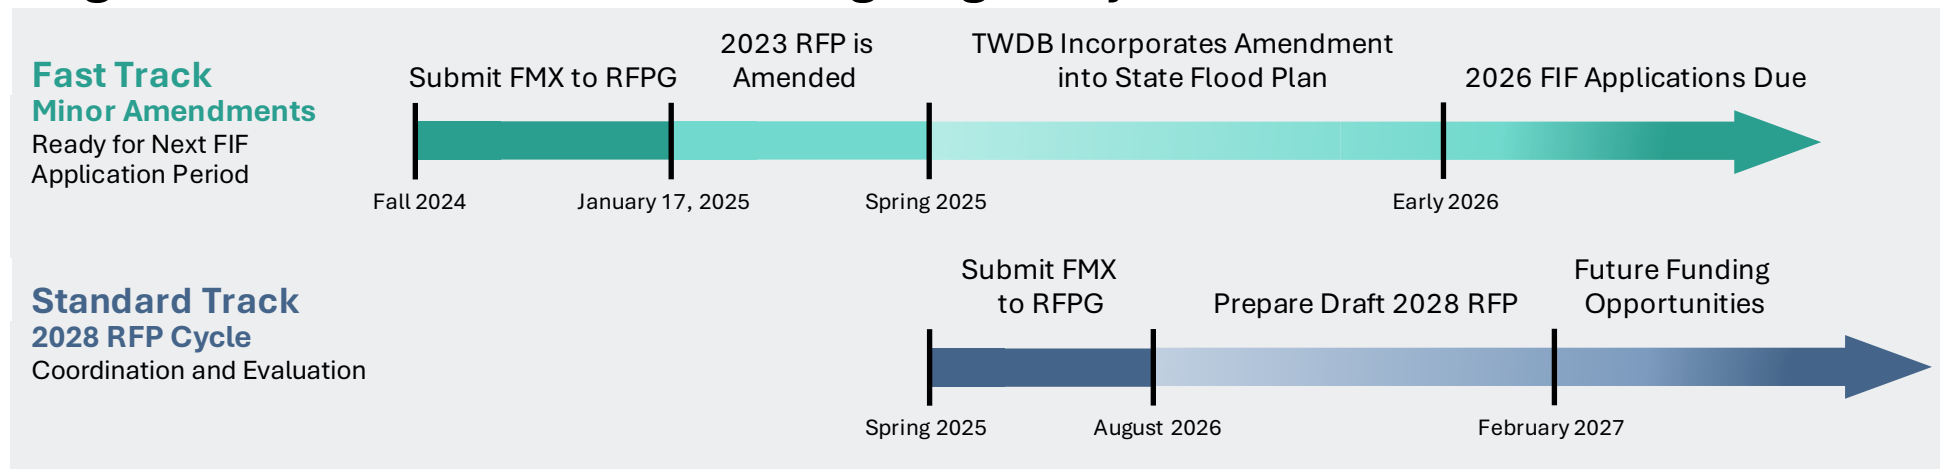 Fast Track
Minor Amendments
Ready for Next FIF
Application Period
Submit FMX to RFPG
2023 RFP is
Amended
TWDB Incorporates Amendment
into State Flood Plan
2026 FIF Applications Due
Fall 2024
January 17, 2025
Spring 2025
Early 2026
Standard Track
2028 RFP Cycle
Coordination and Evaluation
Submit FMX
to RFPG
Prepare Draft 2028 RFP
Future Funding
Opportunities
Spring 2025
August 2026
February 2027